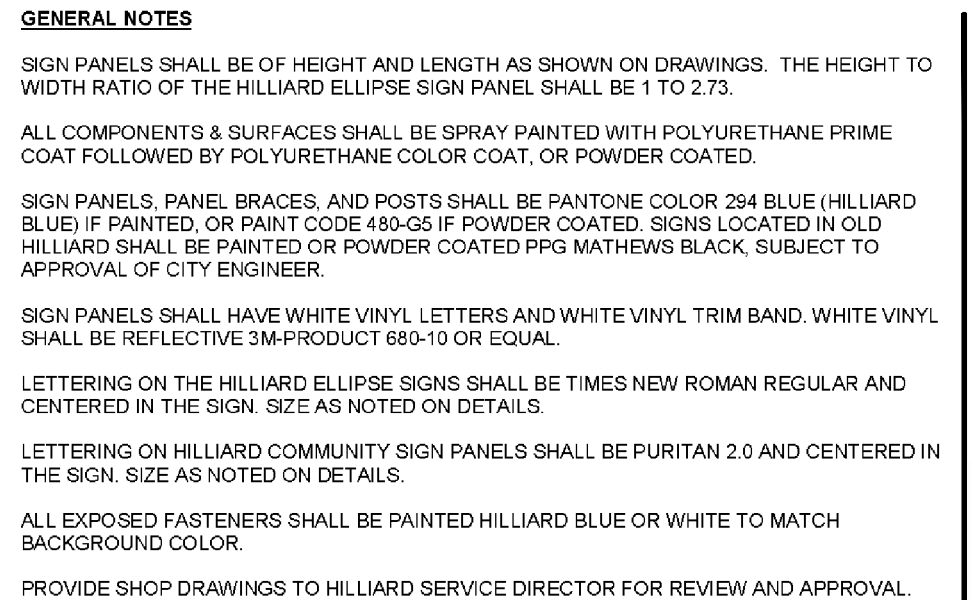 GENERAL NOTES
SIGN PANELS SHALL BE OF HEIGHT AND LENGTH AS SHOWN ON DRAWINGS.  THE HEIGHT TO
WIDTH RATIO OF THE HILLIARD ELLIPSE SIGN PANEL SHALL BE 1 TO 2.73.
ALL COMPONENTS & SURFACES SHALL BE SPRAY PAINTED WITH POLYURETHANE PRIME
COAT FOLLOWED BY POLYURETHANE COLOR COAT, OR POWDER COATED.
SIGN PANELS, PANEL BRACES, AND POSTS SHALL BE PANTONE COLOR 294 BLUE (HILLIARD
BLUE) IF PAINTED, OR PAINT CODE 480-G5 IF POWDER COATED. SIGNS LOCATED IN OLD
HILLIARD SHALL BE PAINTED OR POWDER COATED PPG MATHEWS BLACK, SUBJECT TO
APPROVAL OF CITY ENGINEER.
SIGN PANELS SHALL HAVE WHITE VINYL LETTERS AND WHITE VINYL TRIM BAND. WHITE VINYL
SHALL BE REFLECTIVE 3M-PRODUCT 680-10 OR EQUAL.
LETTERING ON THE HILLIARD ELLIPSE SIGNS SHALL BE TIMES NEW ROMAN REGULAR AND
CENTERED IN THE SIGN. SIZE AS NOTED ON DETAILS.
LETTERING ON HILLIARD COMMUNITY SIGN PANELS SHALL BE PURITAN 2.0 AND CENTERED IN
THE SIGN. SIZE AS NOTED ON DETAILS.
ALL EXPOSED FASTENERS SHALL BE PAINTED HILLIARD BLUE OR WHITE TO MATCH
BACKGROUND COLOR.
PROVIDE SHOP DRAWINGS TO HILLIARD SERVICE DIRECTOR FOR REVIEW AND APPROVAL.